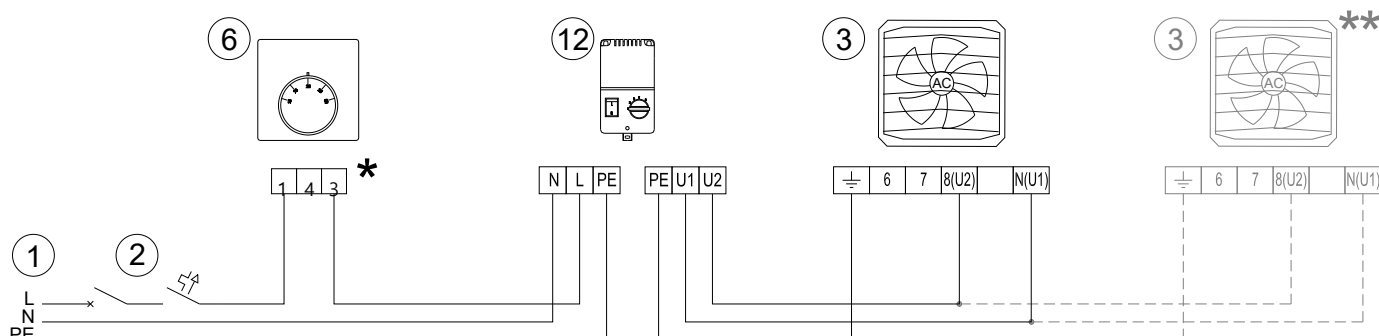 6 12 3 3 **
AC AC
1 4 3 *
N L PE PE U1 U2
6 7 8(U2) N(U1)
6 7 8(U2) N(U1)
1 2
L
N
PE